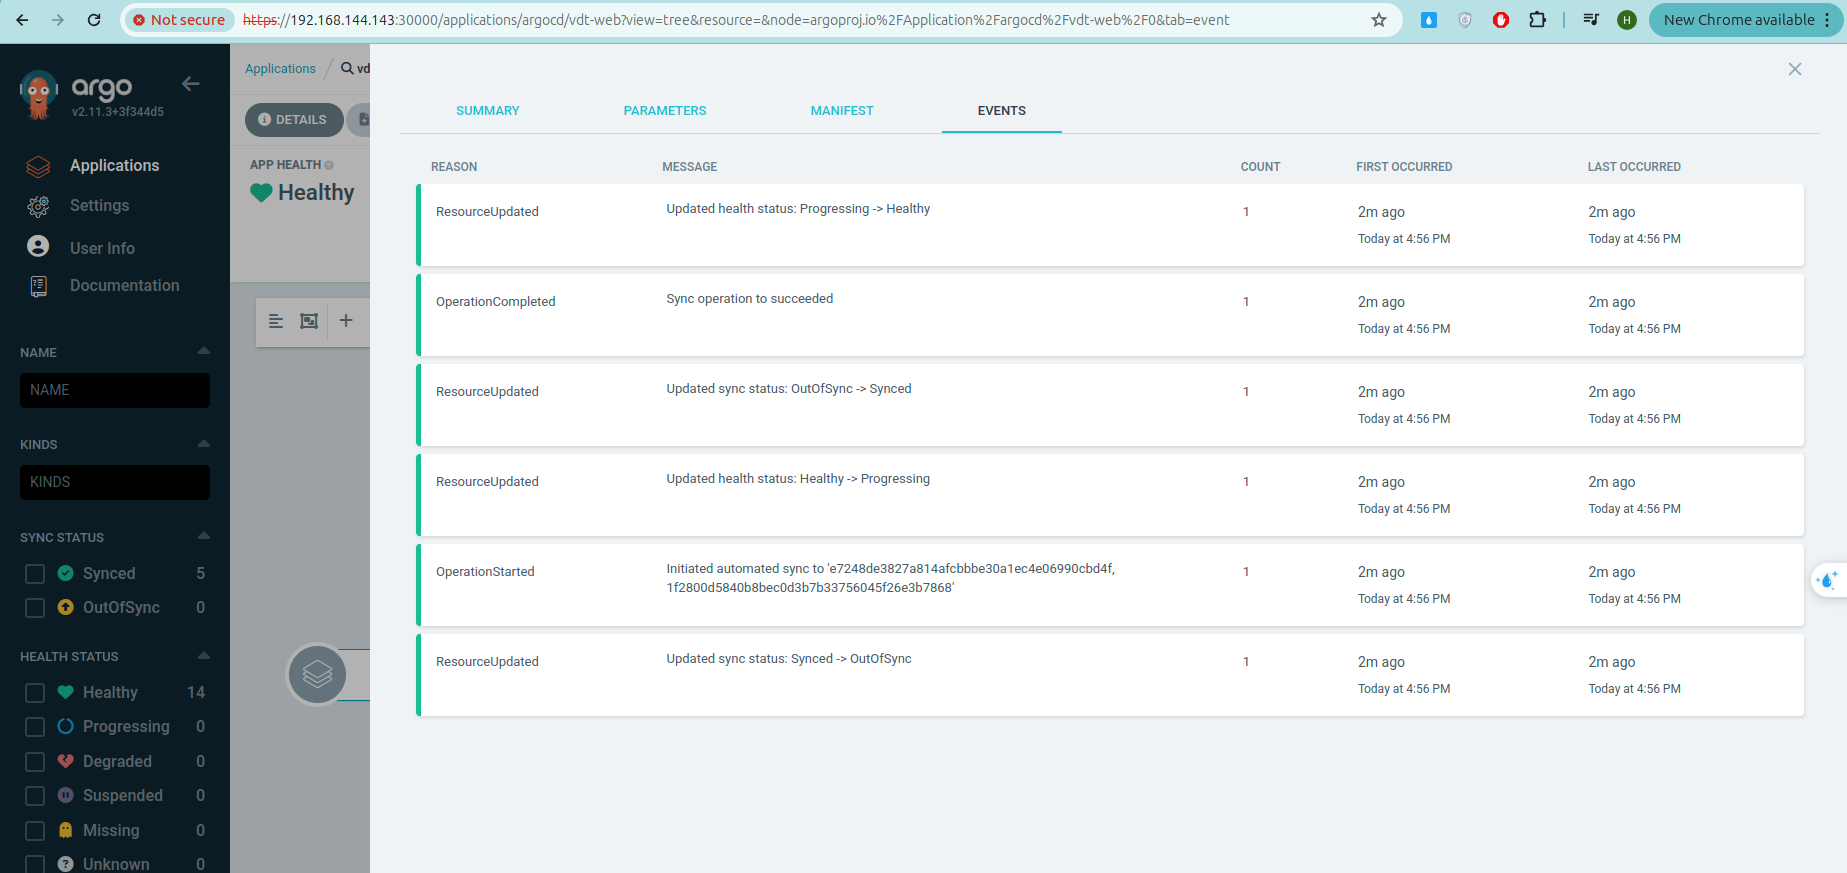 Not secure
https://192.168.144.143:30000/applications/argocd/vdt-web?view=tree&resource=&node=argoproj.io%2FApplication%2Fargocd%2Fvdt-web%2F0&tab=event
H
New Chrome available
argo
v2.11.3+3f344d5
Applications
Settings
User Info
Documentation
NAME
NAME
KINDS
KINDS
SYNC STATUS
Synced 5
OutOfSync 0
HEALTH STATUS
Healthy 14
Progressing 0
Degraded 0
Suspended 0
Missing 0
Unknown 0
Applications / vd
DETAILS
APP HEALTH
Healthy
SUMMARY PARAMETERS MANIFEST EVENTS
REASON MESSAGE COUNT FIRST OCCURRED LAST OCCURRED
ResourceUpdated Updated health status: Progressing -> Healthy 1 2m ago 2m ago
Today at 4:56 PM Today at 4:56 PM
OperationCompleted Sync operation to succeeded 1 2m ago 2m ago
Today at 4:56 PM Today at 4:56 PM
ResourceUpdated Updated sync status: OutOfSync -> Synced 1 2m ago 2m ago
Today at 4:56 PM Today at 4:56 PM
ResourceUpdated Updated health status: Healthy -> Progressing 1 2m ago 2m ago
Today at 4:56 PM Today at 4:56 PM
OperationStarted Initiated automated sync to 'e7248de3827a814afcbbbe30a1ec4e06990cbd4f, 1 2m ago 2m ago
1f2800d5840b8bec0d3b7b33756045f26e3b7868' Today at 4:56 PM Today at 4:56 PM
ResourceUpdated Updated sync status: Synced -> OutOfSync 1 2m ago 2m ago
Today at 4:56 PM Today at 4:56 PM